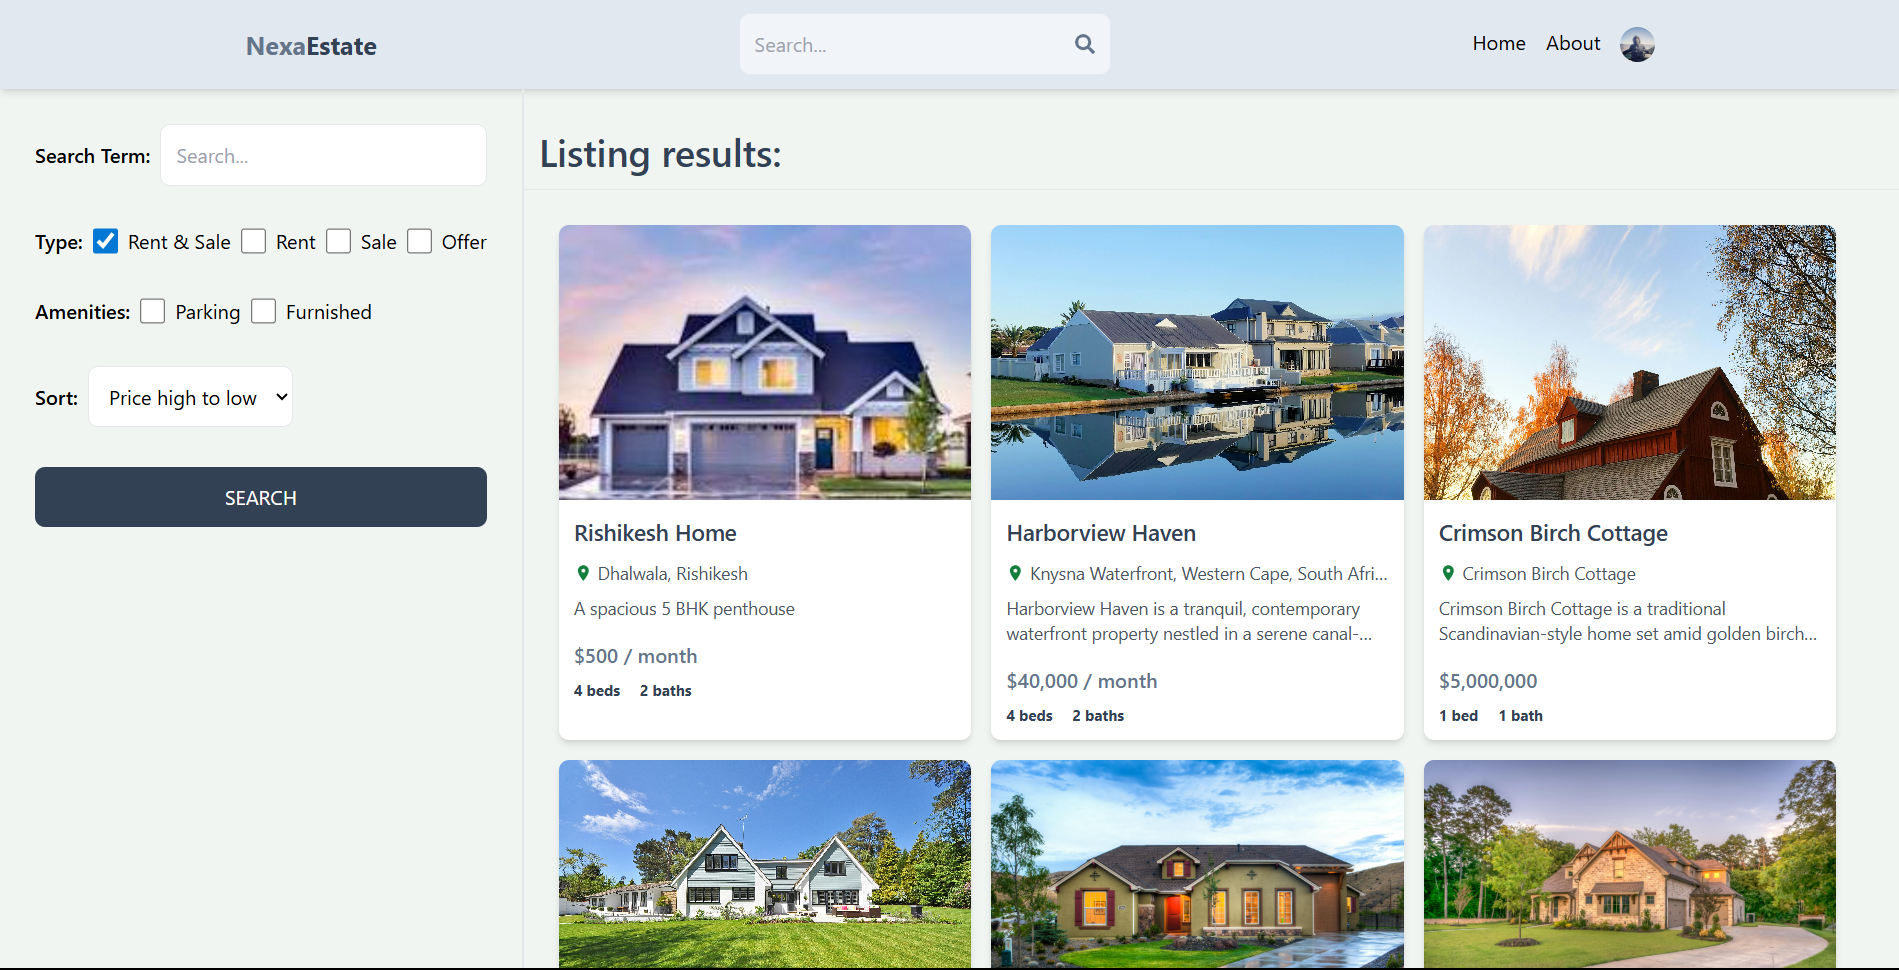 NexaEstate
Search...
Home
About
Search Term:
Search...
Type:
Rent & Sale
Rent
Sale
Offer
Amenities:
Parking
Furnished
Sort:
Price high to low
SEARCH
Listing results:
Rishikesh Home
Dhalwala, Rishikesh
A spacious 5 BHK penthouse
$500 / month
4 beds
2 baths
Harborview Haven
Knysna Waterfront, Western Cape, South Afri...
Harborview Haven is a tranquil, contemporary
waterfront property nestled in a serene canal-...
$40,000 / month
4 beds
2 baths
Crimson Birch Cottage
Crimson Birch Cottage
Crimson Birch Cottage is a traditional
Scandinavian-style home set amid golden birch...
$5,000,000
1 bed
1 bath